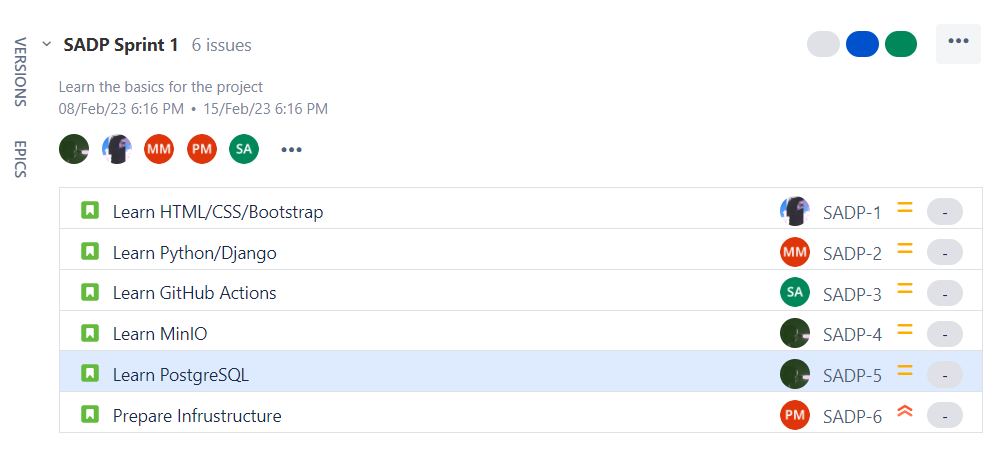 VERSIONS
EPICS
SADP Sprint 1 6 issues
Learn the basics for the project
08/Feb/23 6:16 PM • 15/Feb/23 6:16 PM
MM PM SA
Learn HTML/CSS/Bootstrap SADP-1 -
Learn Python/Django MM SADP-2 -
Learn GitHub Actions SA SADP-3 -
Learn MinIO SADP-4 -
Learn PostgreSQL SADP-5 -
Prepare Infrustructure PM SADP-6 -